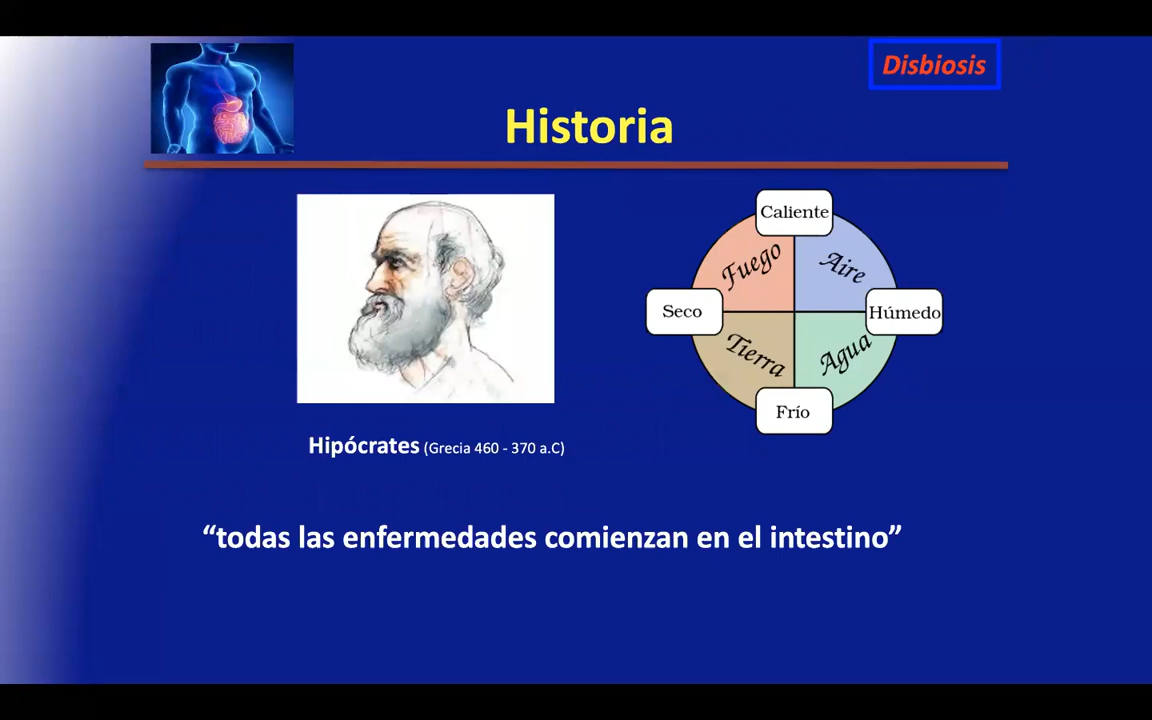 Disbiosis
Historia
Caliente
Fuego
Aire
Seco
Húmedo
Tierra
Agua
Frío
Hipócrates (Grecia 460 - 370 a.C)
“todas las enfermedades comienzan en el intestino”